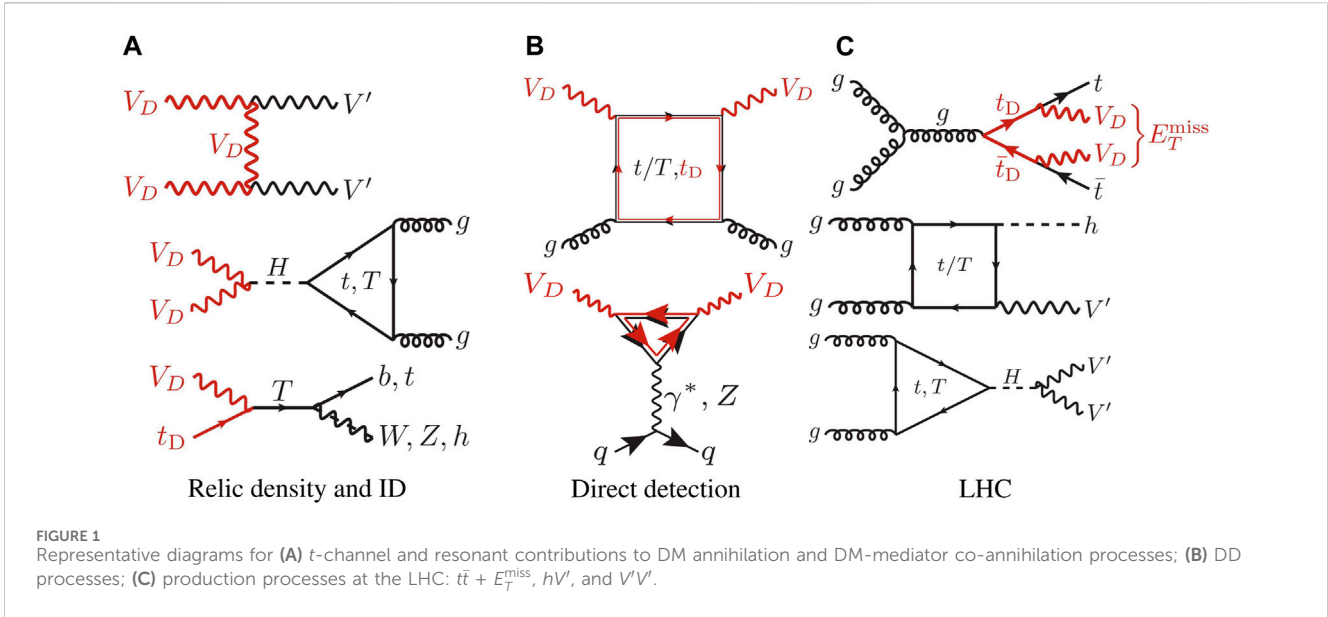 A
V_D
V'
V_D
V_D
V'
V_D
V_D
H
t, T
g
g
V_D
t_D
T
b, t
W, Z, h
Relic density and ID
B
V_D
V_D
t/T, t_D
g
g
V_D
V_D
γ*, Z
q
q
Direct detection
C
g
g
g
t_D
t̄_D
t
V_D
V_D
t̄
E_T^miss
g
g
t/T
h
V'
g
g
t, T
H
V'
V'
LHC
FIGURE 1
Representative diagrams for (A) t-channel and resonant contributions to DM annihilation and DM-mediator co-annihilation processes; (B) DD
processes; (C) production processes at the LHC: tt̄ + E_T^miss, hV′, and V′V′.